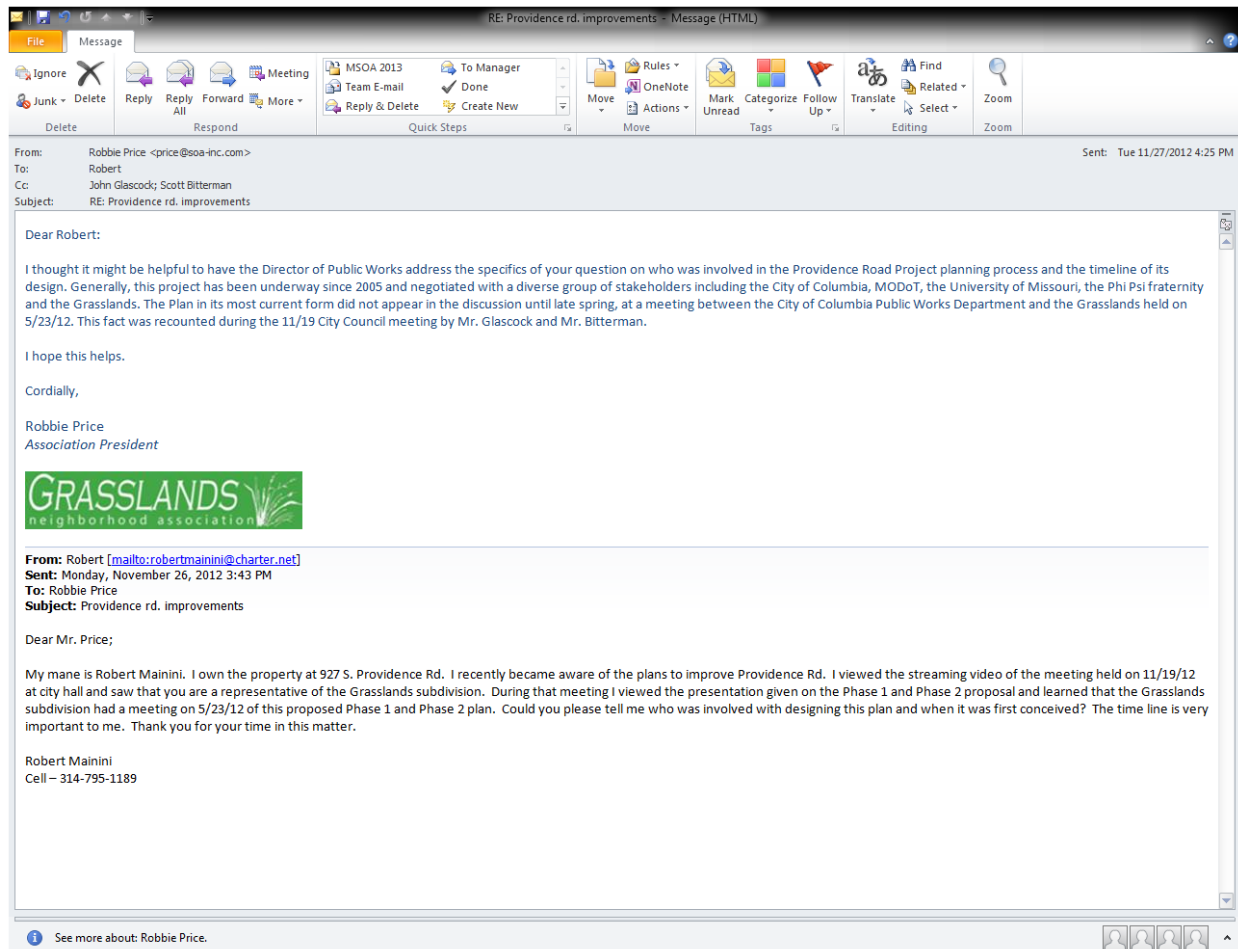 RE: Providence rd. improvements - Message (HTML)
File Message
Ignore
Junk
Delete
Reply
Reply All
Forward
Meeting
More
MSOA 2013
Team E-mail
Reply & Delete
To Manager
Done
Create New
Move
Rules
OneNote
Actions
Mark Unread
Categorize
Follow Up
Translate
Find
Related
Select
Zoom
Delete Respond Quick Steps Move Tags Editing Zoom
From: Robbie Price <price@soa-inc.com> Sent: Tue 11/27/2012 4:25 PM
To: Robert
Cc: John Glascock; Scott Bitterman
Subject: RE: Providence rd. improvements
Dear Robert:
I thought it might be helpful to have the Director of Public Works address the specifics of your question on who was involved in the Providence Road Project planning process and the timeline of its
design. Generally, this project has been underway since 2005 and negotiated with a diverse group of stakeholders including the City of Columbia, MODoT, the University of Missouri, the Phi Psi fraternity
and the Grasslands. The Plan in its most current form did not appear in the discussion until late spring, at a meeting between the City of Columbia Public Works Department and the Grasslands held on
5/23/12. This fact was recounted during the 11/19 City Council meeting by Mr. Glascock and Mr. Bitterman.
I hope this helps.
Cordially,
Robbie Price
Association President
GRASSLANDS
neighborhood association
From: Robert [mailto:robertmainini@charter.net]
Sent: Monday, November 26, 2012 3:43 PM
To: Robbie Price
Subject: Providence rd. improvements
Dear Mr. Price;
My mane is Robert Mainini. I own the property at 927 S. Providence Rd. I recently became aware of the plans to improve Providence Rd. I viewed the streaming video of the meeting held on 11/19/12
at city hall and saw that you are a representative of the Grasslands subdivision. During that meeting I viewed the presentation given on the Phase 1 and Phase 2 proposal and learned that the Grasslands
subdivision had a meeting on 5/23/12 of this proposed Phase 1 and Phase 2 plan. Could you please tell me who was involved with designing this plan and when it was first conceived? The time line is very
important to me. Thank you for your time in this matter.
Robert Mainini
Cell – 314-795-1189
See more about: Robbie Price.